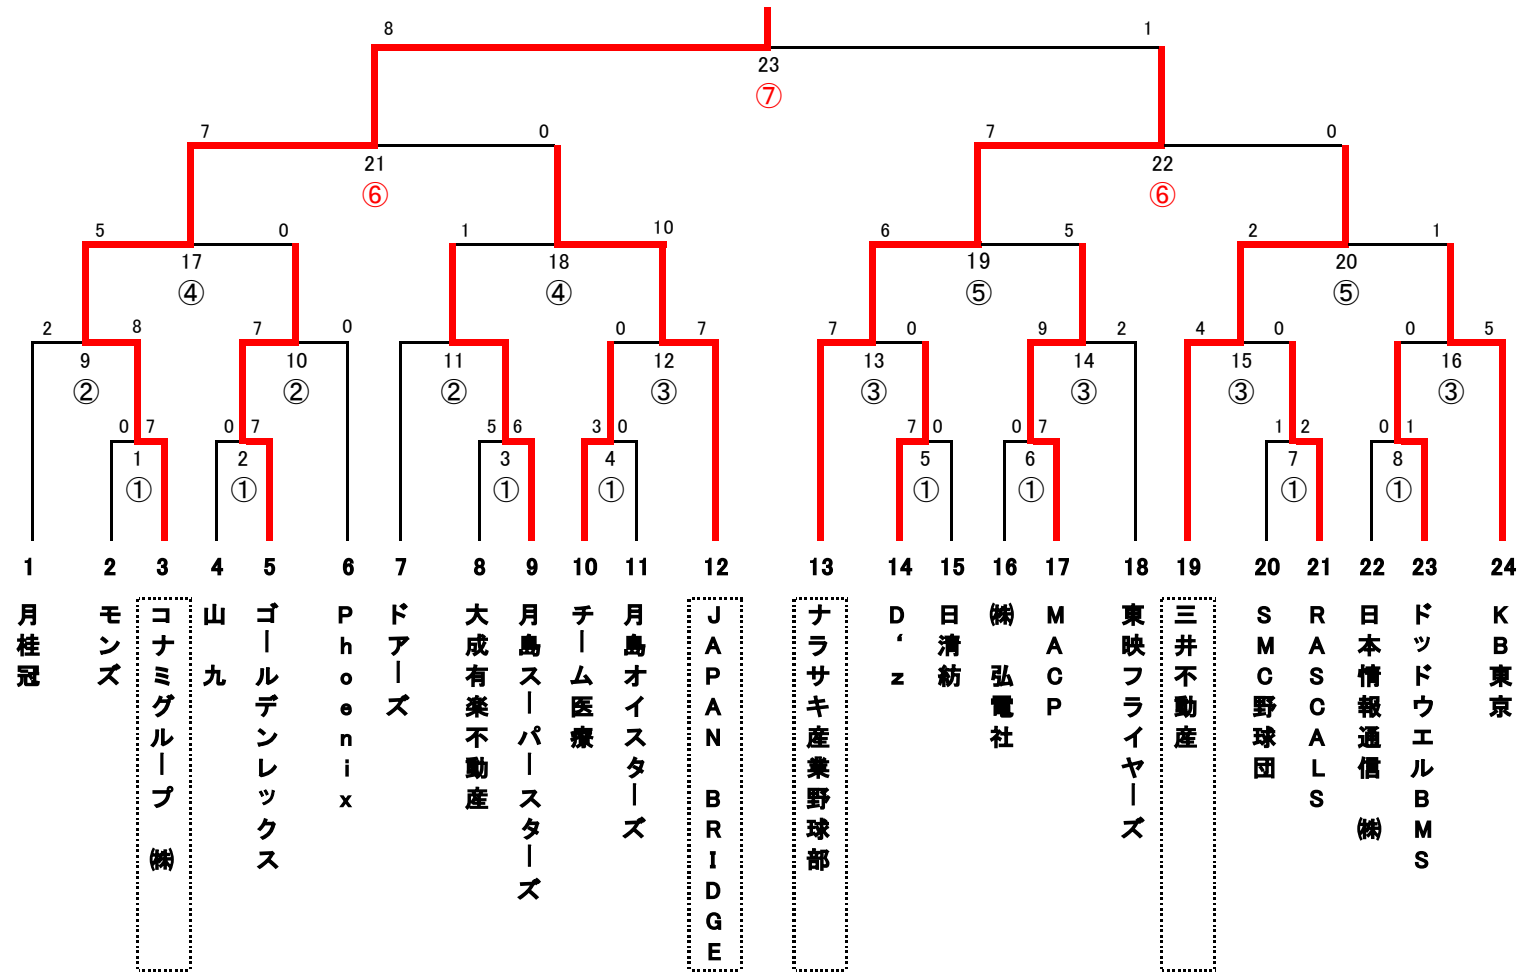 8 1
23
⑦
7 0 7 0
21 22
⑥ ⑥
5 0 1 10 6 5 2 1
17 18 19 20
④ ④ ⑤ ⑤
2 8 7 0 0 7 7 0 9 2 4 0 0 5
9 10 11 12 13 14 15 16
② ② ② ③ ③ ③ ③ ③
0 7 0 7 5 6 3 0 7 0 0 7 1 2 0 1
1 2 3 4 5 6 7 8
① ① ① ① ① ① ① ①
1 2 3 4 5 6 7 8 9 10 11 12 13 14 15 16 17 18 19 20 21 22 23 24
月桂冠
モンズ
コナミグループ ㈱
山 九
ゴールデンレックス
Phoenix
ドアーズ
大成有楽不動産
月島スーパースターズ
チーム医療
月島オイスターズ
JAPAN BRIDGE
ナラサキ産業野球部
D‘z
日清紡
㈱ 弘電社
MACP
東映フライヤーズ
三井不動産
SMC野球団
RASCALS
日本情報通信 ㈱
ドッドウエルBMS
KB東京